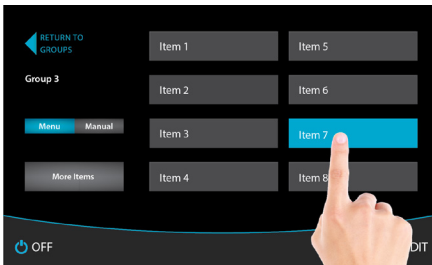 RETURN TO
GROUPS
Group 3
Menu Manual
More Items
Item 1
Item 2
Item 3
Item 4
Item 5
Item 6
Item 7
Item 8
OFF
DIT